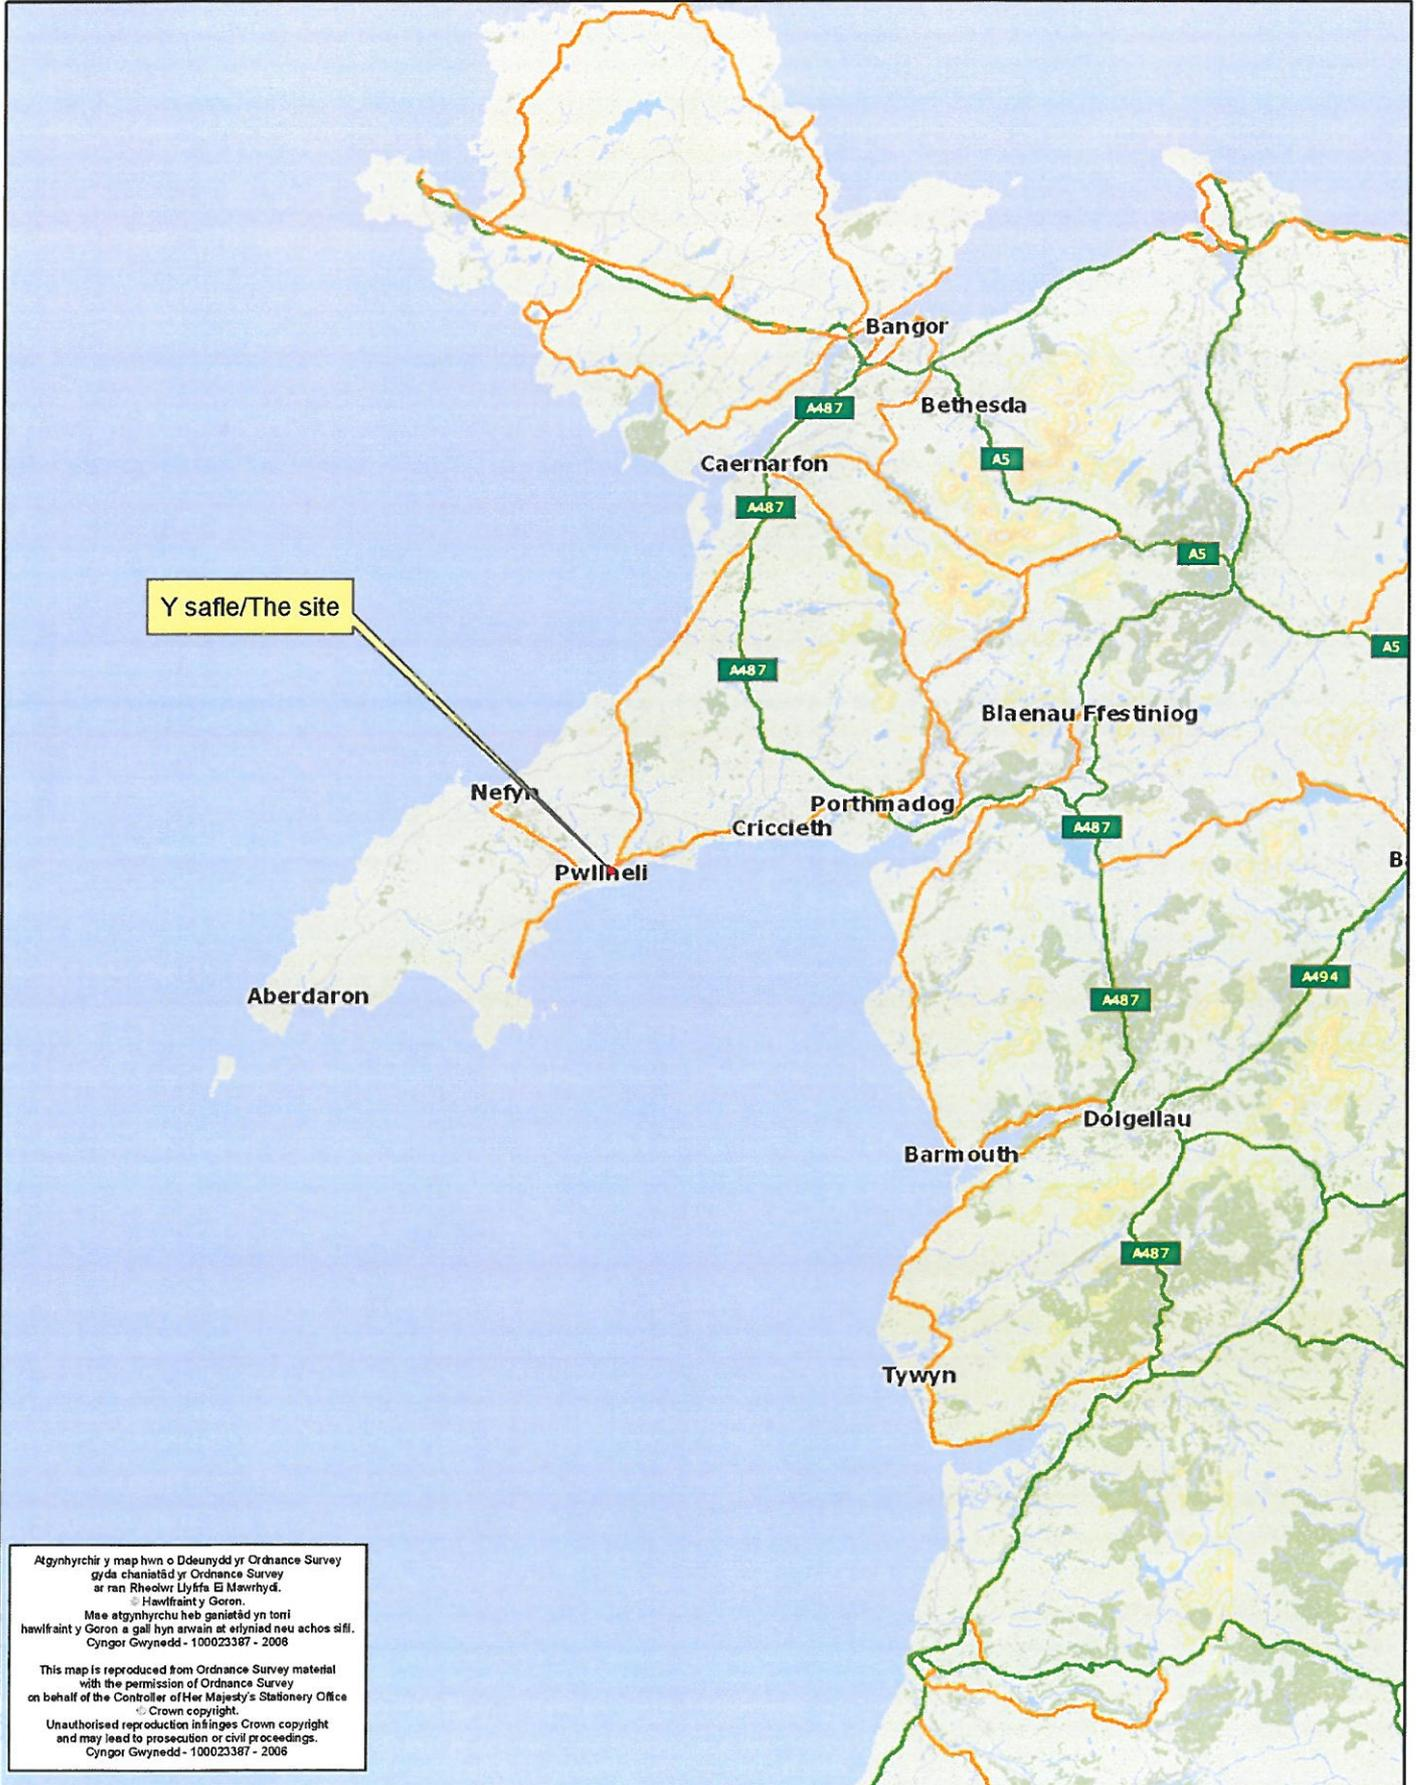 Bangor
A487
Bethesda
Caernarfon
A5
A487
A5
Y safle/The site
A5
A487
Blaenau Ffestiniog
Nefyn
Porthmadog
Criccieth
A487
Pwllheli
A494
Aberdaron
A487
Dolgellau
Barmouth
A487
Tywyn
Atgynhyrchir y map hwn o Ddeunydd yr Ordnance Survey
gyda chaniatâd yr Ordnance Survey
ar ran Rheolwr Llyfrfa Ei Mawrhydi.
© Hawlfraint y Goron.
Mae atgynhyrchu heb ganiatâd yn torri
hawlfraint y Goron a gall hyn arwain at erlyniad neu achos sifil.
Cyngor Gwynedd - 100023387 - 2006
This map is reproduced from Ordnance Survey material
with the permission of Ordnance Survey
on behalf of the Controller of Her Majesty's Stationery Office
© Crown copyright.
Unauthorised reproduction infringes Crown copyright
and may lead to prosecution or civil proceedings.
Cyngor Gwynedd - 100023387 - 2006